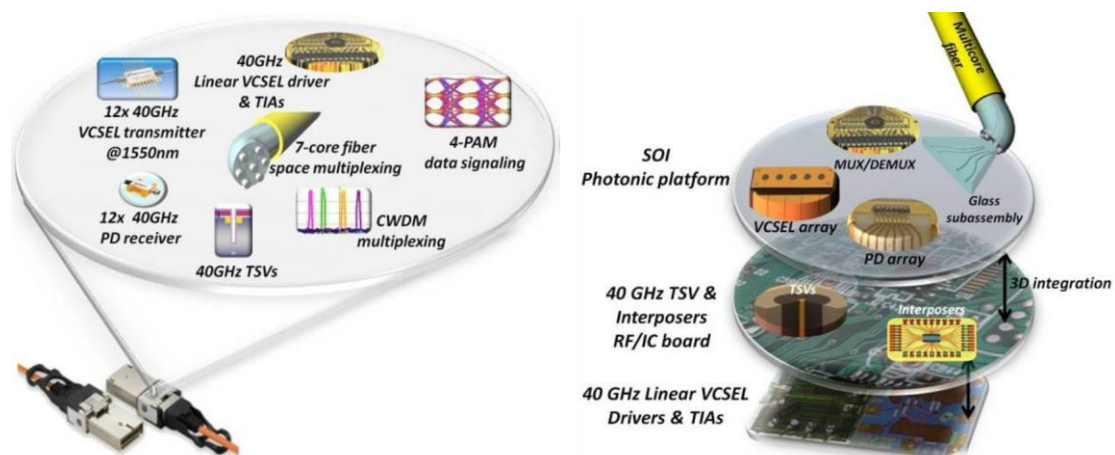 40GHz
Linear VCSEL driver
& TIAs
12x 40GHz
VCSEL transmitter
@1550nm
4-PAM
data signaling
7-core fiber
space multiplexing
12x 40GHz
PD receiver
CWDM
multiplexing
40GHz TSVs
Multicore
fiber
SOI
Photonic platform
MUX/DEMUX
Glass
subassembly
VCSEL array
PD array
3D integration
40 GHz TSV &
Interposers
RF/IC board
TSVs
Interposers
40 GHz Linear VCSEL
Drivers & TIAs